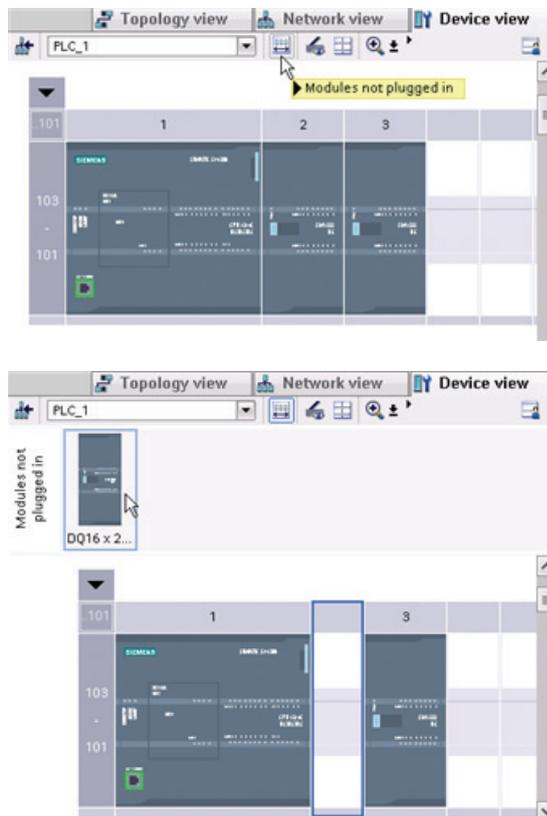 Topology view Network view Device view
PLC_1
Modules not plugged in
..101 1 2 3
SIEMENS
103
-
101
Topology view Network view Device view
PLC_1
Modules not
plugged in
DQ16 x 2...
..101 1 3
SIEMENS
103
-
101